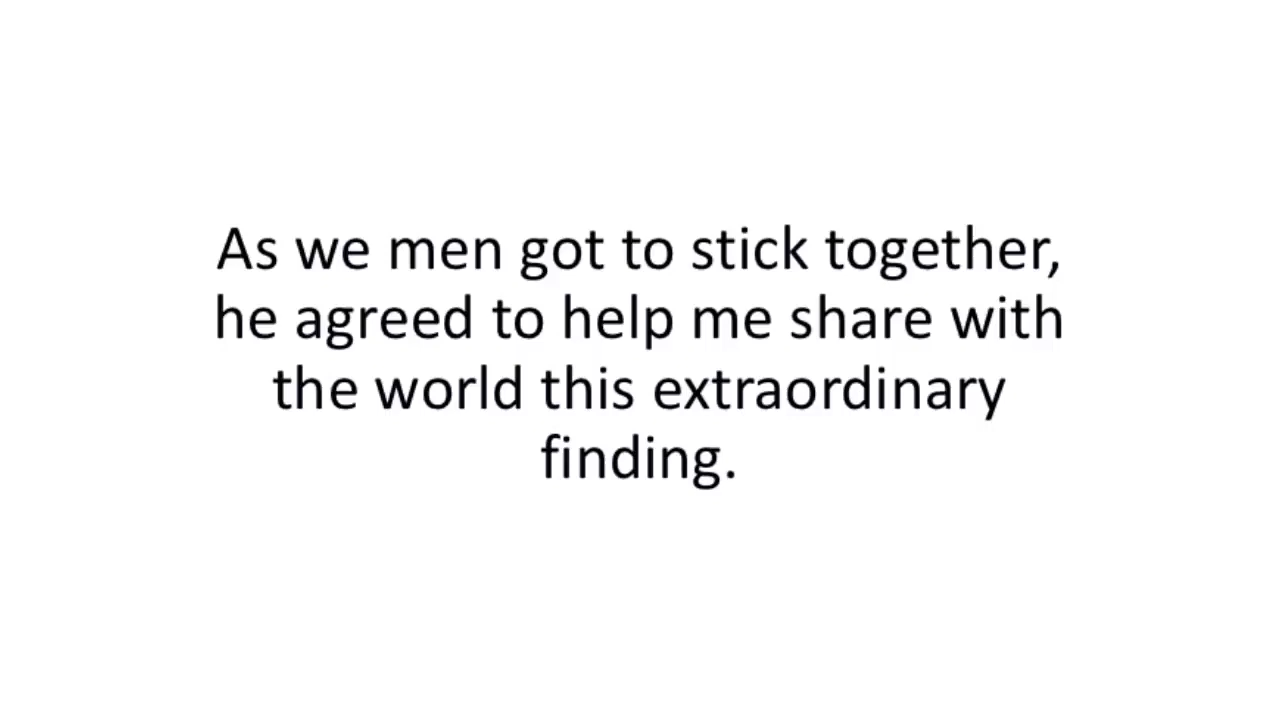 As we men got to stick together,
he agreed to help me share with
the world this extraordinary
finding.